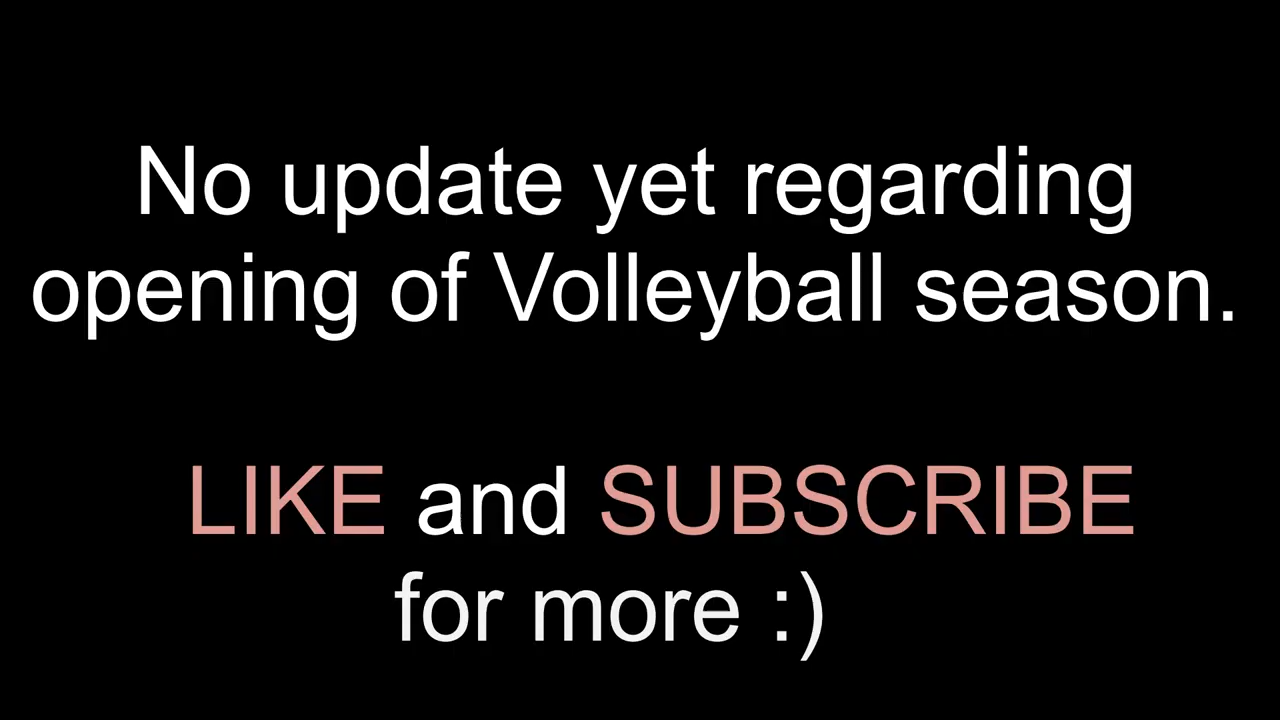 No update yet regarding
opening of Volleyball season.
LIKE and SUBSCRIBE
for more :)